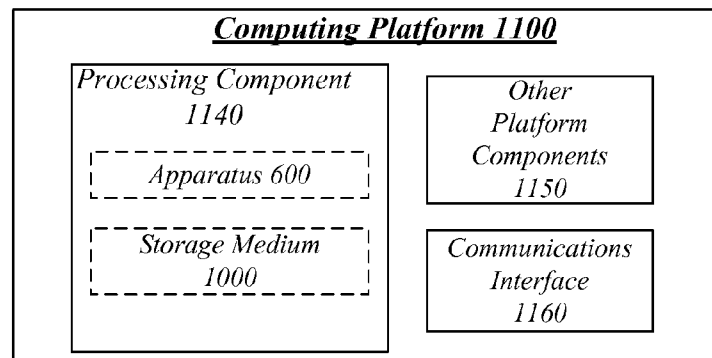 Computing Platform 1100
Processing Component
1140
Apparatus 600
Storage Medium
1000
Other
Platform
Components
1150
Communications
Interface
1160